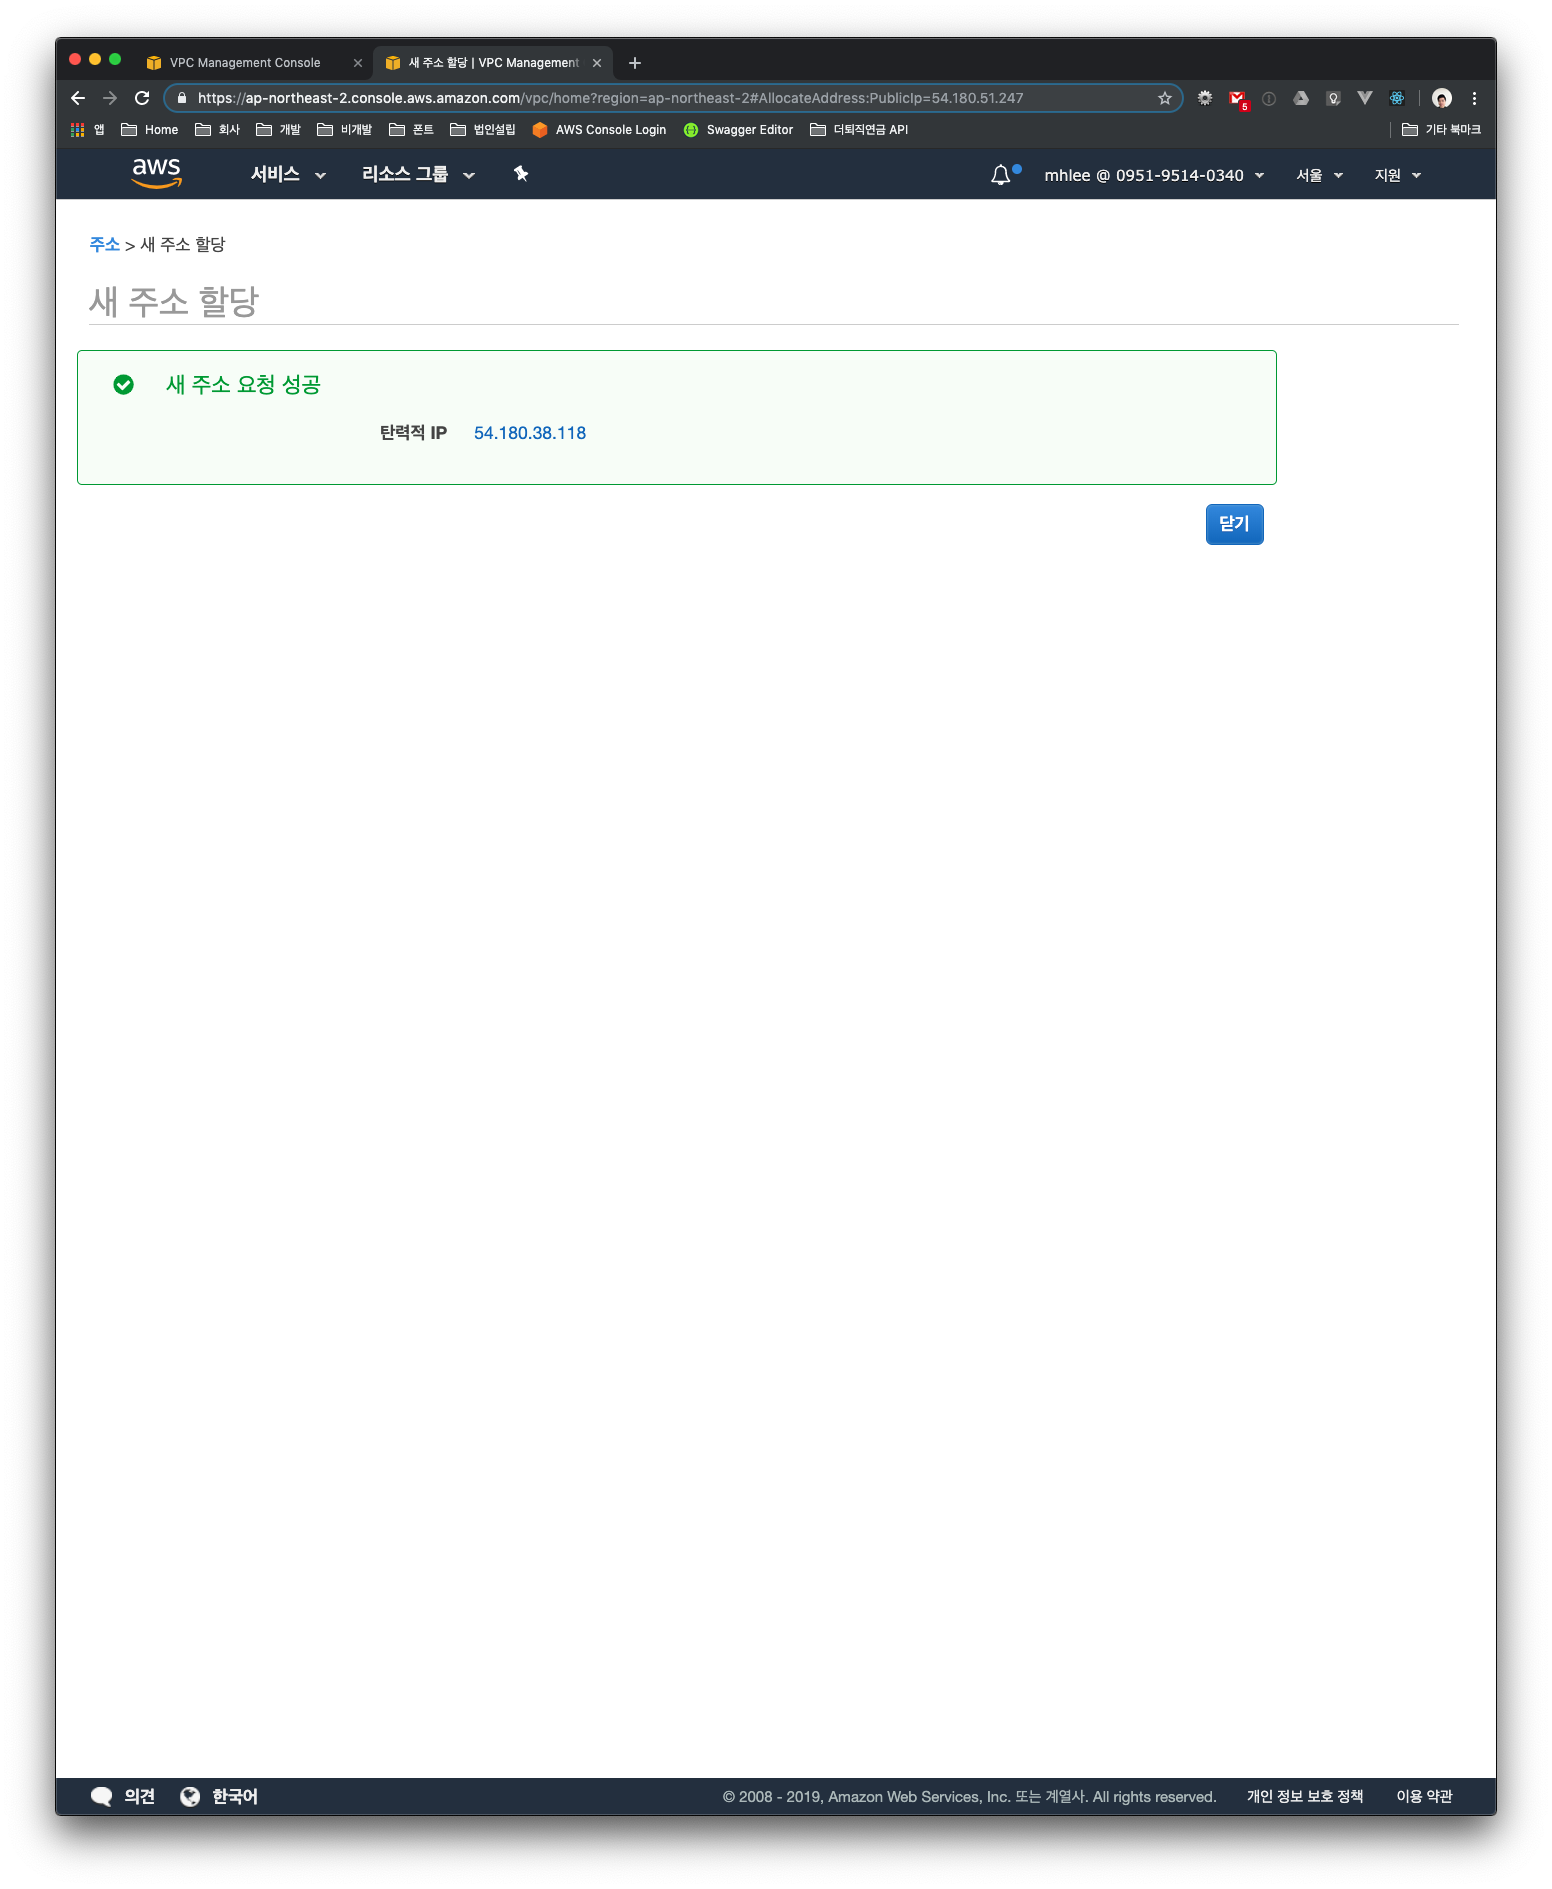 VPC Management Console
새 주소 할당 | VPC Management
https://ap-northeast-2.console.aws.amazon.com/vpc/home?region=ap-northeast-2#AllocateAddress:PublicIp=54.180.51.247
5
앱 Home 회사 개발 비개발 폰트 법인설립 AWS Console Login Swagger Editor 더퇴직연금 API 기타 북마크
aws 서비스 리소스 그룹 mhlee @ 0951-9514-0340 서울 지원
주소 > 새 주소 할당
새 주소 할당
새 주소 요청 성공
탄력적 IP 54.180.38.118
닫기
의견 한국어 © 2008 - 2019, Amazon Web Services, Inc. 또는 계열사. All rights reserved. 개인 정보 보호 정책 이용 약관